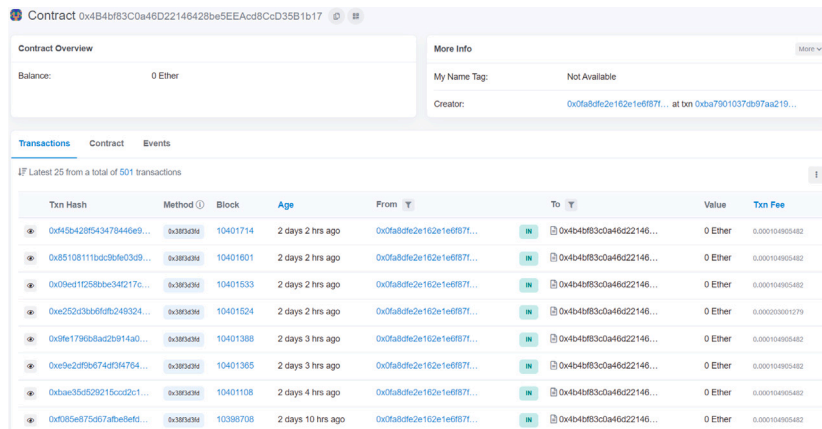 Contract 0x4B4bf83C0a46D22146428be5EEAcd8CcD35B1b17
Contract Overview
Balance: 0 Ether
More Info
More
My Name Tag: Not Available
Creator: 0x0fa8dfe2e162e1e6f87f... at txn 0xba7901037db97aa219...
Transactions Contract Events
Latest 25 from a total of 501 transactions
Txn Hash Method Block Age From To Value Txn Fee
0xf45b428f543478446e9... 0x38f3d3fd 10401714 2 days 2 hrs ago 0x0fa8dfe2e162e1e6f87f... IN 0x4b4bf83c0a46d22146... 0 Ether 0.000104905482
0x85108111bdc9bfe03d9... 0x38f3d3fd 10401601 2 days 2 hrs ago 0x0fa8dfe2e162e1e6f87f... IN 0x4b4bf83c0a46d22146... 0 Ether 0.000104905482
0x09ed1f258bbe34f217c... 0x38f3d3fd 10401533 2 days 2 hrs ago 0x0fa8dfe2e162e1e6f87f... IN 0x4b4bf83c0a46d22146... 0 Ether 0.000104905482
0xe252d3bb6fdfb249324... 0x38f3d3fd 10401524 2 days 2 hrs ago 0x0fa8dfe2e162e1e6f87f... IN 0x4b4bf83c0a46d22146... 0 Ether 0.000203001279
0x9fe1796b8ad2b914a0... 0x38f3d3fd 10401388 2 days 3 hrs ago 0x0fa8dfe2e162e1e6f87f... IN 0x4b4bf83c0a46d22146... 0 Ether 0.000104905482
0xe9e2df9b674df3f4764... 0x38f3d3fd 10401365 2 days 3 hrs ago 0x0fa8dfe2e162e1e6f87f... IN 0x4b4bf83c0a46d22146... 0 Ether 0.000104905482
0xbae35d529215ccd2c1... 0x38f3d3fd 10401108 2 days 4 hrs ago 0x0fa8dfe2e162e1e6f87f... IN 0x4b4bf83c0a46d22146... 0 Ether 0.000104905482
0xf085e875d67afbe8efd... 0x38f3d3fd 10398708 2 days 10 hrs ago 0x0fa8dfe2e162e1e6f87f... IN 0x4b4bf83c0a46d22146... 0 Ether 0.000104905482